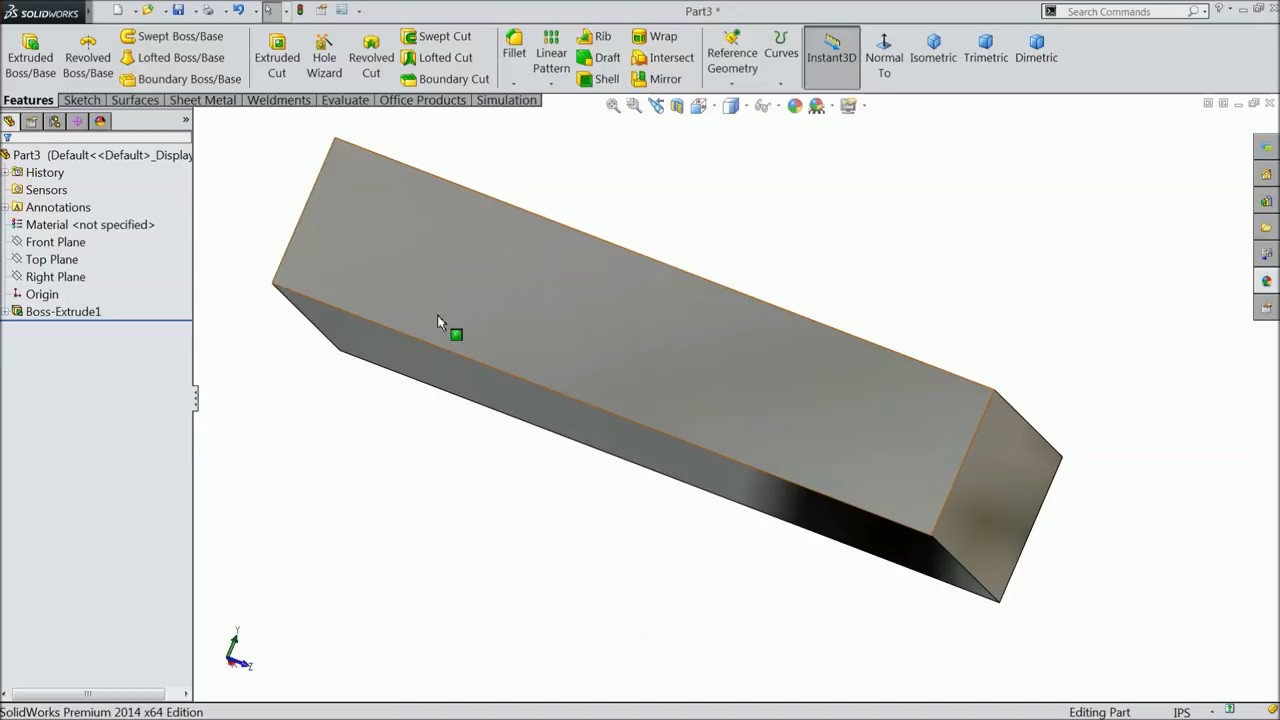 SOLIDWORKS
Part3 *
Search Commands
Extruded Boss/Base
Revolved Boss/Base
Swept Boss/Base
Lofted Boss/Base
Boundary Boss/Base
Extruded Cut
Hole Wizard
Revolved Cut
Swept Cut
Lofted Cut
Boundary Cut
Fillet
Linear Pattern
Rib
Draft
Shell
Wrap
Intersect
Mirror
Reference Geometry
Curves
Instant3D
Normal To
Isometric
Trimetric
Dimetric
Features
Sketch
Surfaces
Sheet Metal
Weldments
Evaluate
Office Products
Simulation
Part3 (Default<<Default>_Display
History
Sensors
Annotations
Material <not specified>
Front Plane
Top Plane
Right Plane
Origin
Boss-Extrude1
Y
Z
SolidWorks Premium 2014 x64 Edition
Editing Part
IPS